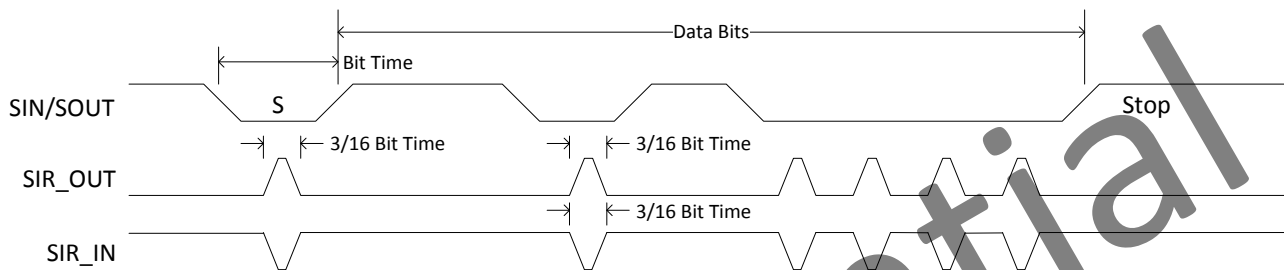 Data Bits
Bit Time
SIN/SOUT
S
Stop
3/16 Bit Time
3/16 Bit Time
SIR_OUT
3/16 Bit Time
SIR_IN